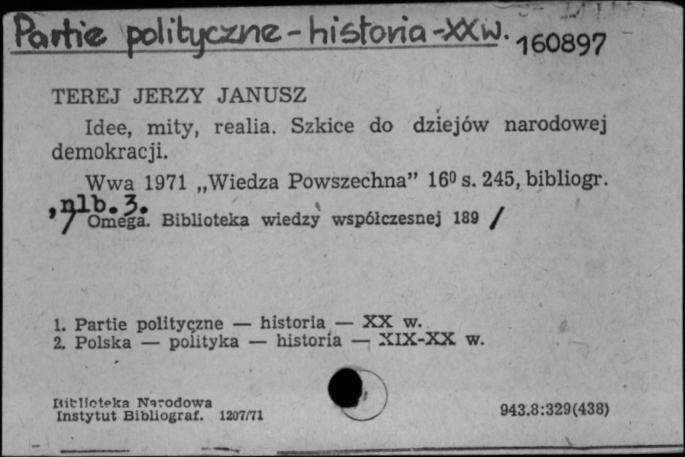 Partie polityczne - historia - XX w.
160897
TEREJ JERZY JANUSZ
Idee, mity, realia. Szkice do dziejów narodowej
demokracji.
Wwa 1971 „Wiedza Powszechna” 16⁰ s. 245, bibliogr.
, nlb. 3.
/ Omega. Biblioteka wiedzy współczesnej 189 /
1. Partie polityczne — historia — XX w.
2. Polska — polityka — historia — XIX-XX w.
Biblioteka Narodowa
Instytut Bibliograf. 1207/71
943.8:329(438)